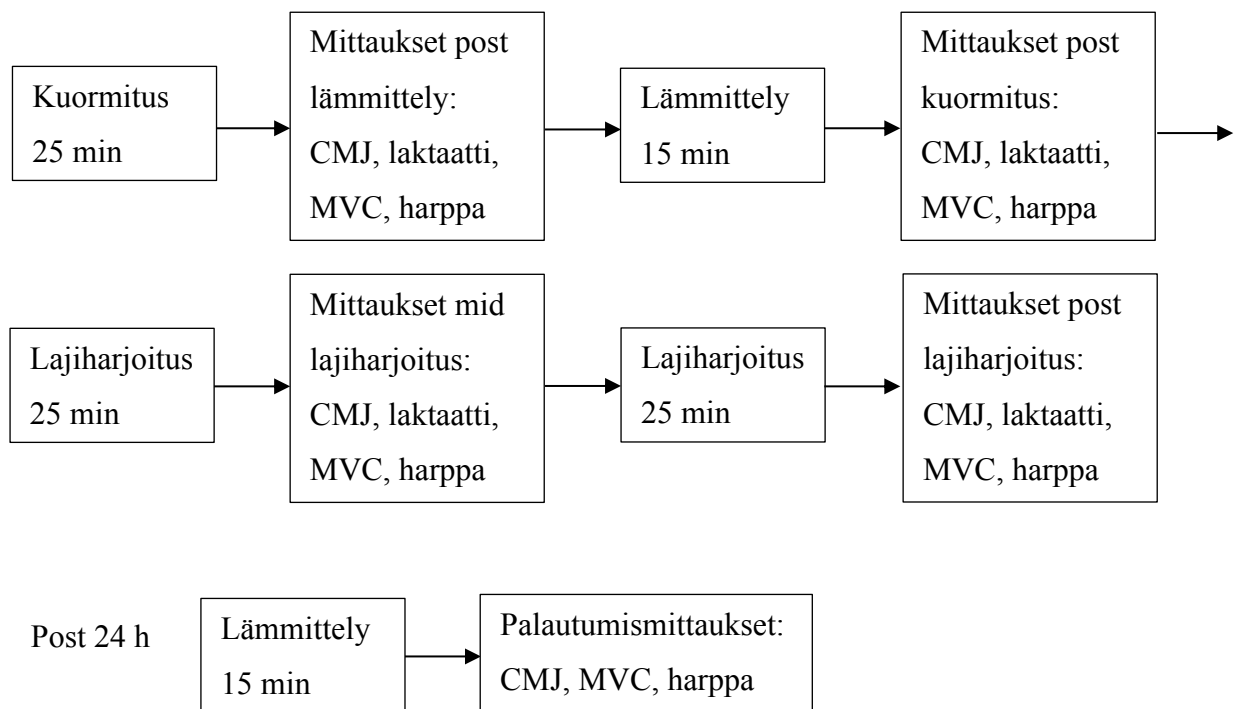 Kuormitus
25 min
Mittaukset post
lämmittely:
CMJ, laktaatti,
MVC, harppa
Lämmittely
15 min
Mittaukset post
kuormitus:
CMJ, laktaatti,
MVC, harppa
Lajiharjoitus
25 min
Mittaukset mid
lajiharjoitus:
CMJ, laktaatti,
MVC, harppa
Lajiharjoitus
25 min
Mittaukset post
lajiharjoitus:
CMJ, laktaatti,
MVC, harppa
Post 24 h
Lämmittely
15 min
Palautumismittaukset:
CMJ, MVC, harppa